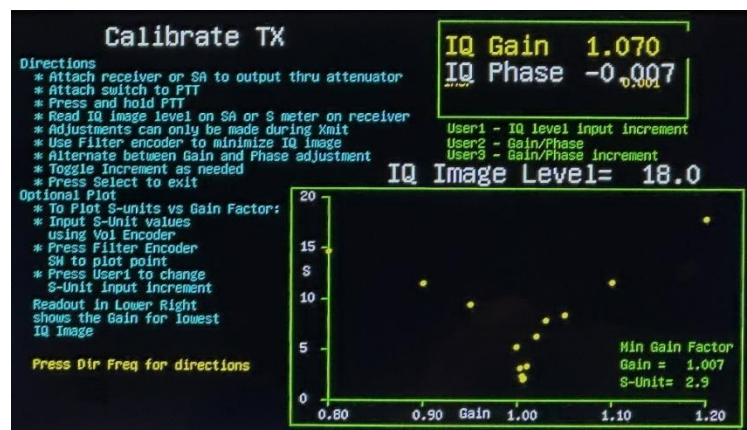 Calibrate TX
Directions
* Attach receiver or SA to output thru attenuator
* Attach switch to PTT
* Press and hold PTT
* Read IQ image level on SA or S meter on receiver
* Adjustments can only be made during Xmit
* Use Filter encoder to minimize IQ image
* Alternate between Gain and Phase adjustment
* Toggle Increment as needed
* Press Select to exit
Optional Plot
* To Plot S-units vs Gain Factor:
* Input S-Unit values
using Vol Encoder
* Press Filter Encoder
SW to plot point
* Press User1 to change
S-Unit input increment
Readout in Lower Right
shows the Gain for lowest
IQ Image
Press Dir Freq for directions
IQ Gain 1.070
IQ Phase -0.007
0.001
User1 - IQ level input increment
User2 - Gain/Phase
User3 - Gain/Phase increment
IQ Image Level= 18.0
20
15
S
10
5
0
Min Gain Factor
Gain = 1.007
S-Unit= 2.9
0.80 0.90 Gain 1.00 1.10 1.20